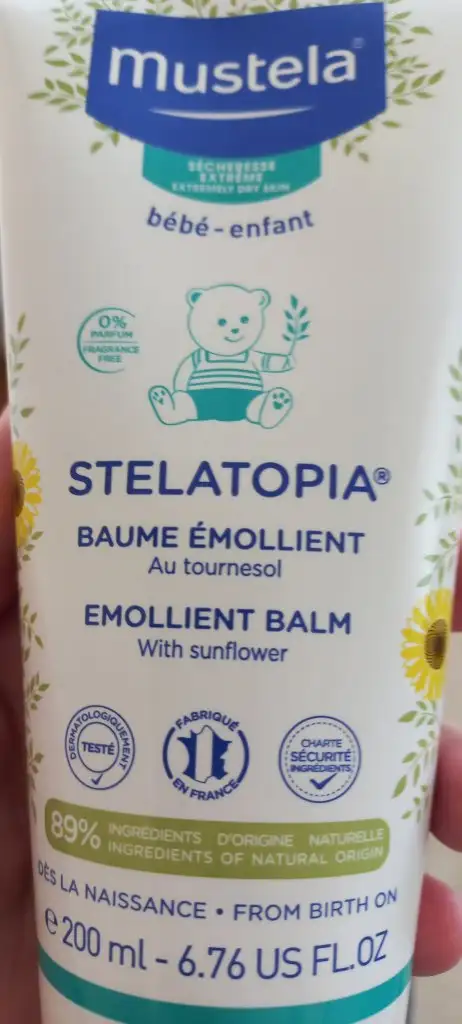 mustela®
SÉCHERESSE
EXTRÊME
EXTREMELY DRY SKIN
bébé-enfant
0%
PARFUM
FRAGRANCE
FREE
STELATOPIA®
BAUME ÉMOLLIENT
Au tournesol
EMOLLIENT BALM
With sunflower
DERMATOLOGIQUEMENT
TESTÉ
FABRIQUÉ
EN FRANCE
CHARTE
SÉCURITÉ
INGRÉDIENTS
89% INGRÉDIENTS D'ORIGINE NATURELLE
INGREDIENTS OF NATURAL ORIGIN
DÈS LA NAISSANCE • FROM BIRTH ON
e 200 ml - 6.76 US FL.OZ